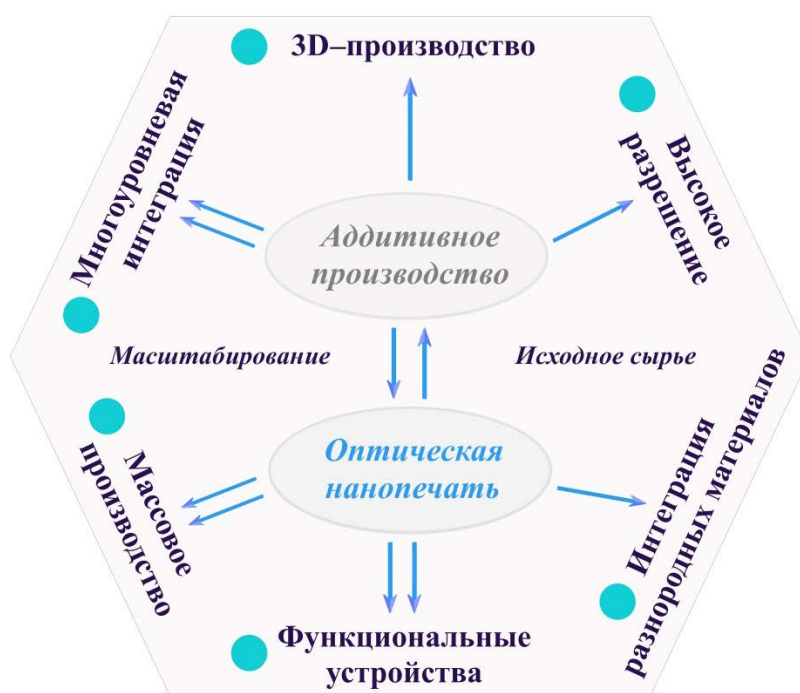 3D–производство
Многоуровневая
интеграция
Высокое
разрешение
Аддитивное
производство
Масштабирование
Исходное сырье
Оптическая
нанопечать
Массовое
производство
Интеграция
разнородных материалов
Функциональные
устройства